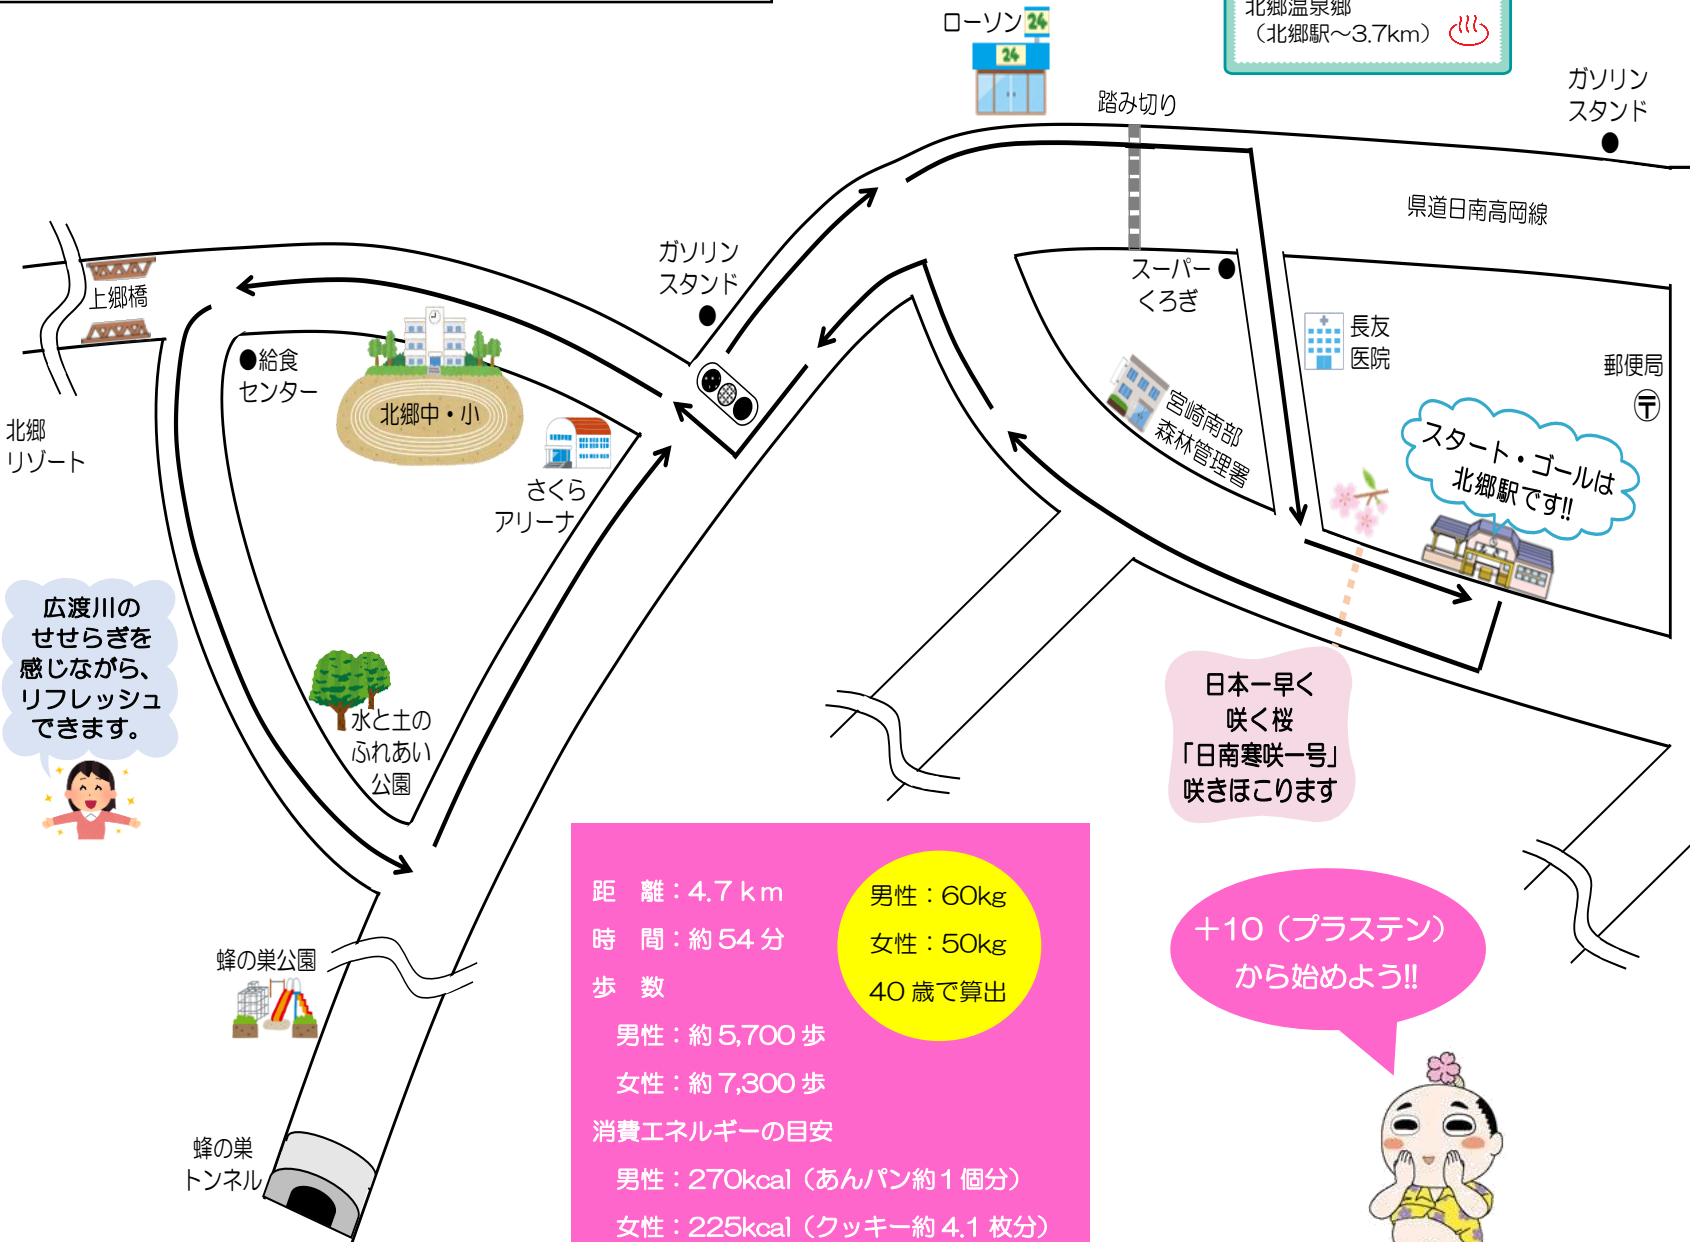 北郷温泉郷
（北郷駅～3.7km）
ローソン
24
24
踏み切り
ガソリン
スタンド
県道日南高岡線
ガソリン
スタンド
スーパー
くろぎ
上郷橋
給食
センター
北郷中・小
さくら
アリーナ
北郷
リゾート
長友
医院
郵便局
〒
宮崎南部
森林管理署
スタート・ゴールは
北郷駅です!!
広渡川の
せせらぎを
感じながら、
リフレッシュ
できます。
水と土の
ふれあい
公園
日本一早く
咲く桜
「日南寒咲一号」
咲きほこります
蜂の巣公園
蜂の巣
トンネル
距　離：4.7ｋｍ
時　間：約 54 分
歩　数
男性：約 5,700 歩
女性：約 7,300 歩
消費エネルギーの目安
男性：270kcal（あんパン約１個分）
女性：225kcal（クッキー約 4.1 枚分）
男性：60kg
女性：50kg
40 歳で算出
＋10（プラステン）
から始めよう!!